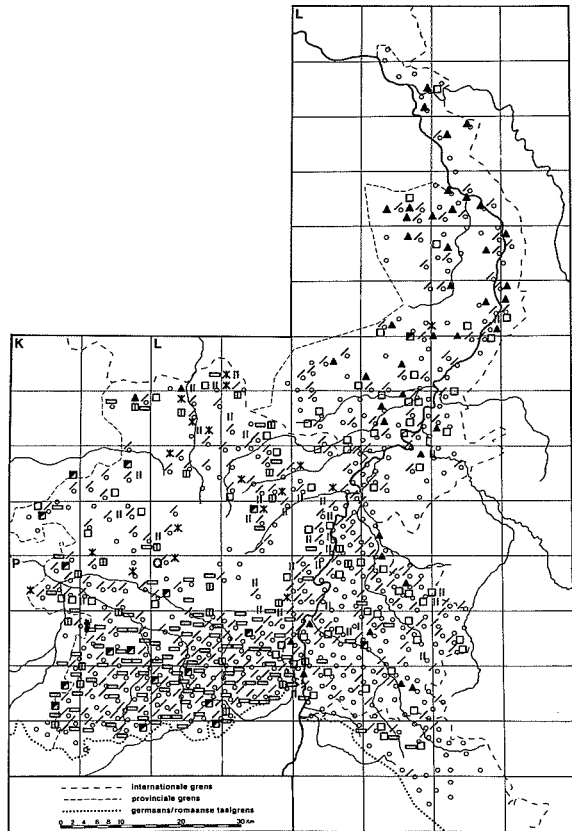 L
K
L
P
Q
internationale grens
provinciale grens
germaans/romaanse taalgrens
0 2 4 6 8 10 20 30 km